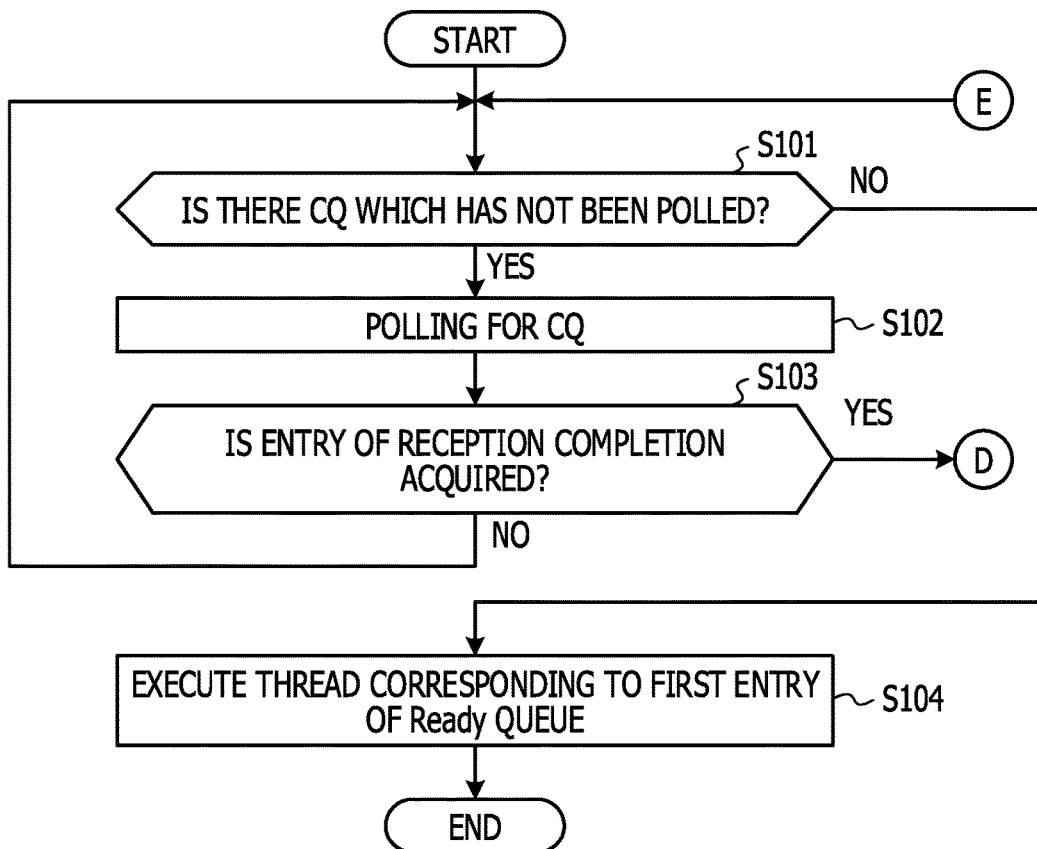 START
E
S101
IS THERE CQ WHICH HAS NOT BEEN POLLED?
NO
YES
POLLING FOR CQ
S102
S103
IS ENTRY OF RECEPTION COMPLETION
ACQUIRED?
YES
D
NO
EXECUTE THREAD CORRESPONDING TO FIRST ENTRY
OF Ready QUEUE
S104
END